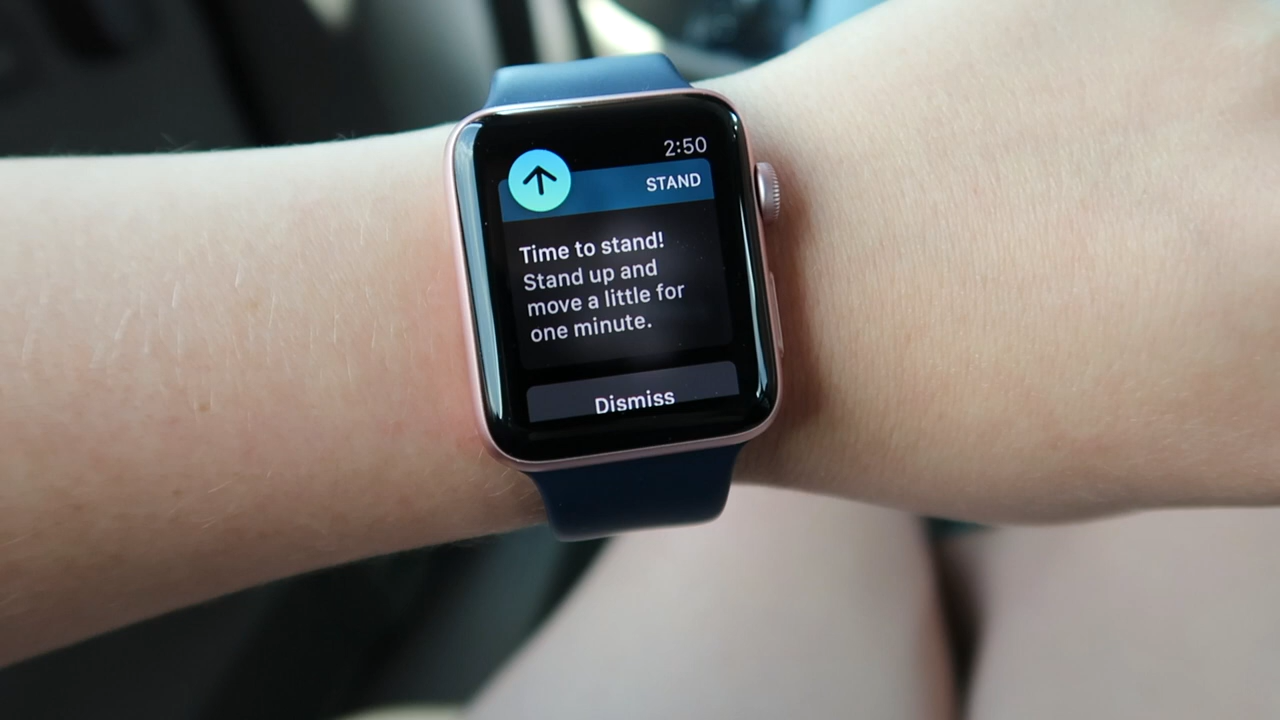 2:50
STAND
Time to stand!
Stand up and
move a little for
one minute.
Dismiss